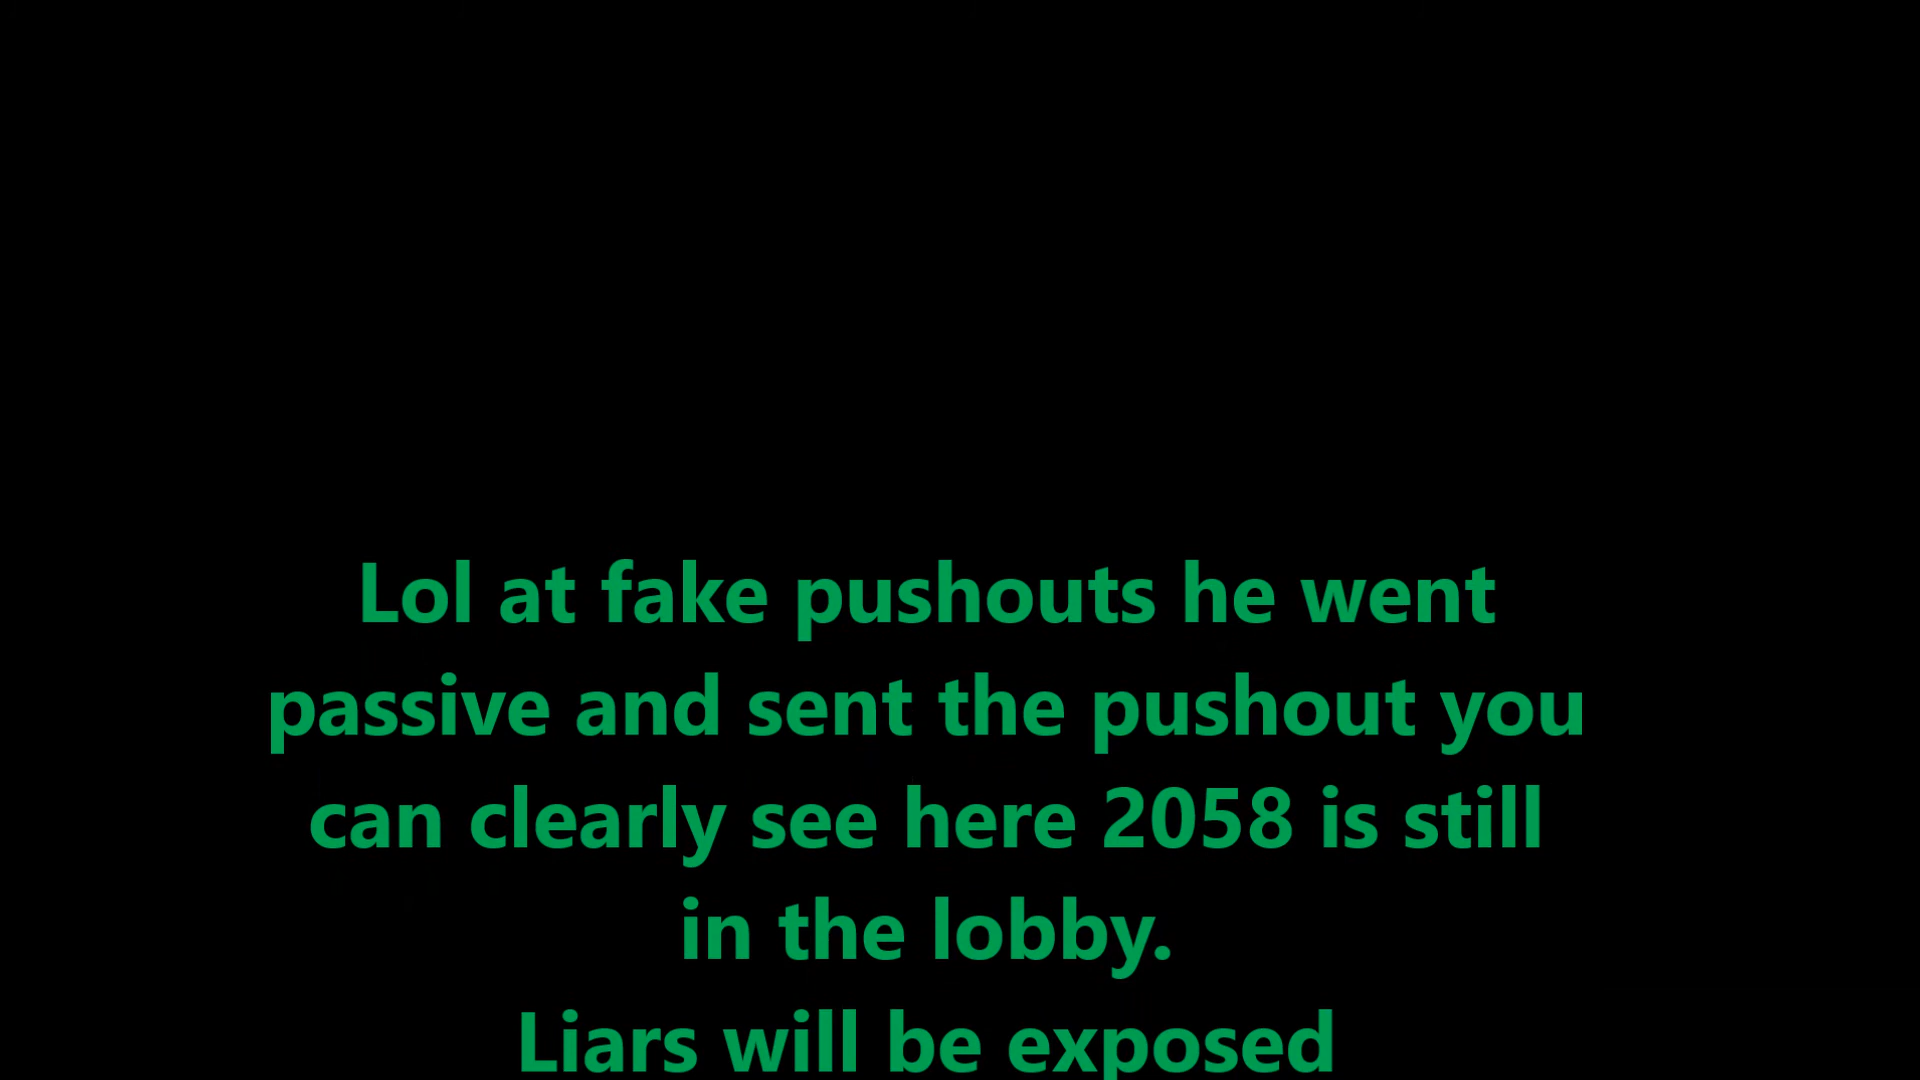 Lol at fake pushouts he went
passive and sent the pushout you
can clearly see here 2058 is still
in the lobby.
Liars will be exposed